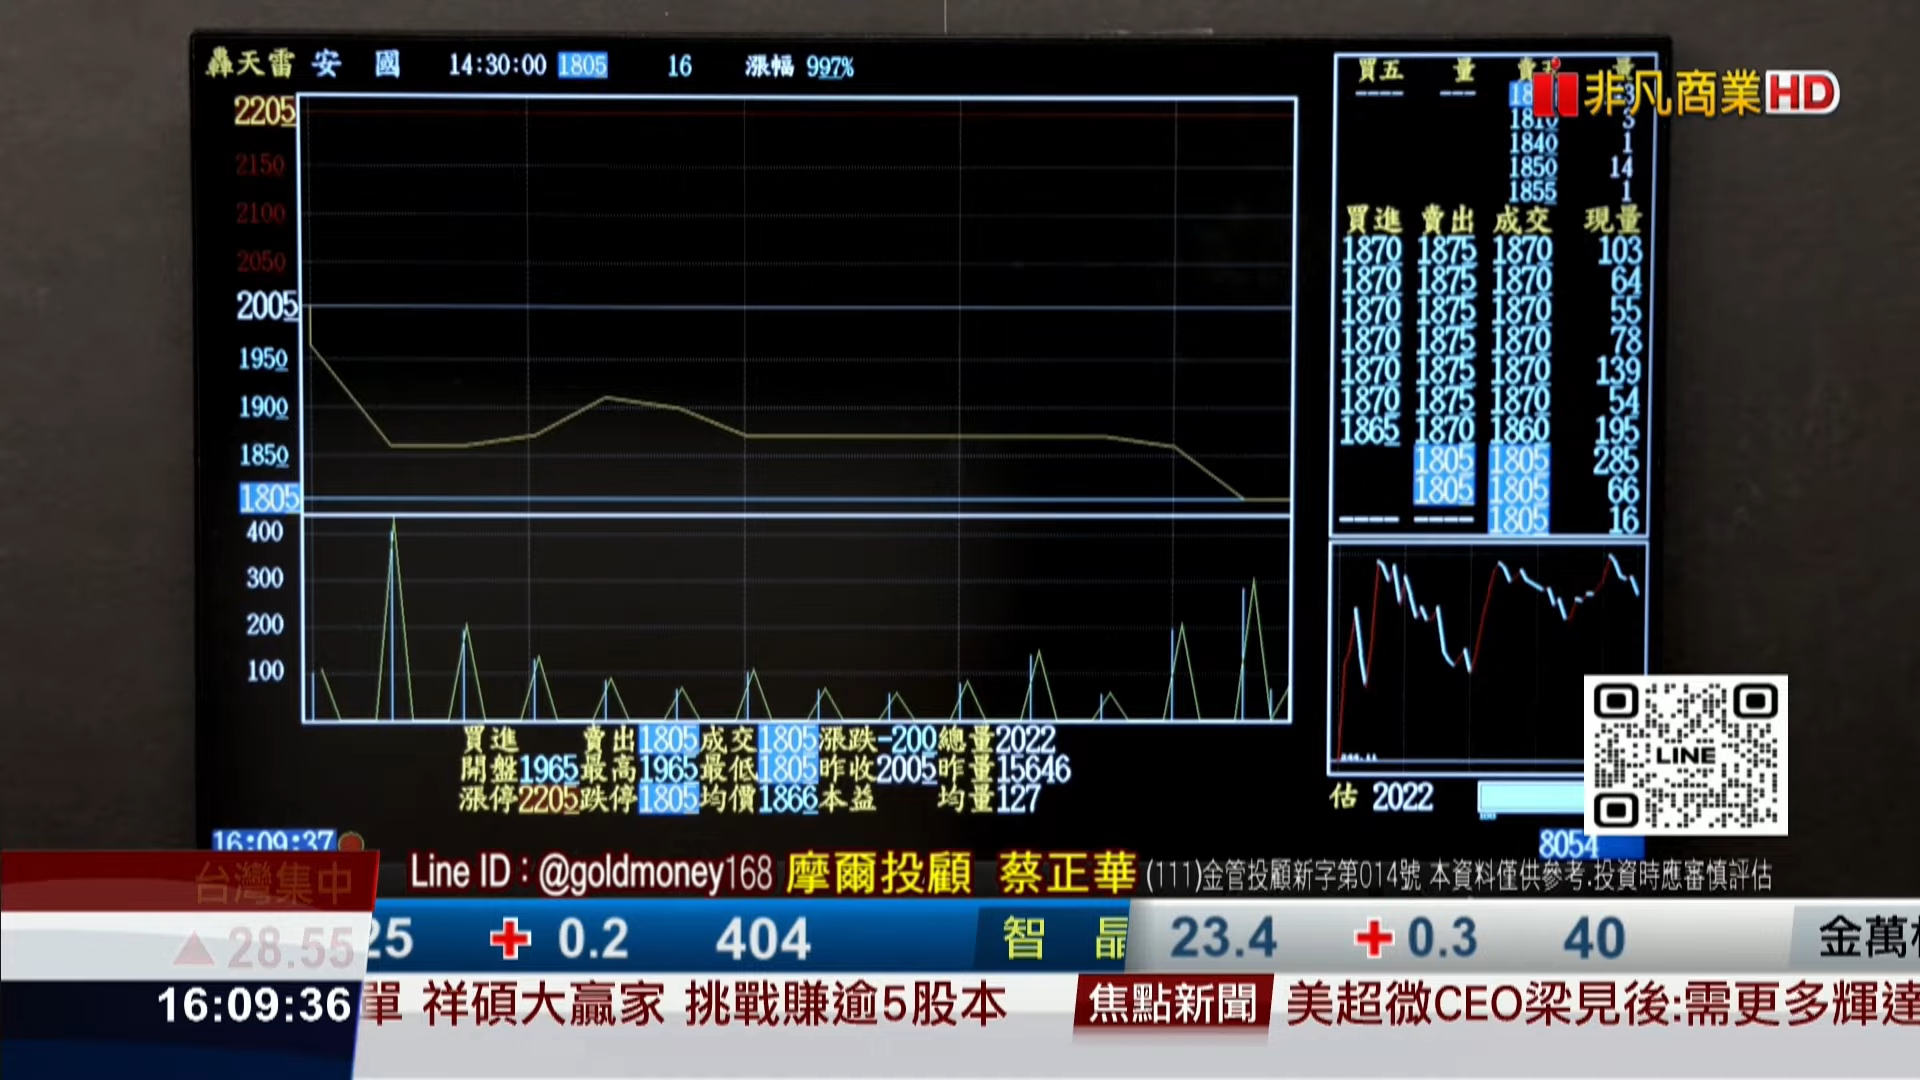 轟天雷 安 國 14:30:00 1805 16 漲幅 997%
2205
2150
2100
2050
2005
1950
1900
1850
1805
400
300
200
100
買五 量 賣五 量
---- ---
1810 3
1840 1
1850 14
1855 1
非凡商業HD
買進 賣出 成交 現量
1870 1875 1870 103
1870 1875 1870 64
1870 1875 1870 55
1870 1875 1870 78
1870 1875 1870 139
1870 1875 1870 54
1865 1870 1860 195
1805 1805 285
1805 1805 66
---- ---- 1805 16
買進 賣出1805成交1805漲跌-200總量2022
開盤1965最高1965最低1805昨收2005昨量15646
漲停2205跌停1805均價1866本益 均量127
估 2022
LINE
8054
16:09:37
台灣集中
Line ID：@goldmoney168 摩爾投顧 蔡正華 (111)金管投顧新字第014號 本資料僅供參考.投資時應審慎評估
▲28.55
25 + 0.2 404 智 晶 23.4 + 0.3 40 金萬
16:09:36
單 祥碩大贏家 挑戰賺逾5股本 焦點新聞 美超微CEO梁見後:需更多輝達